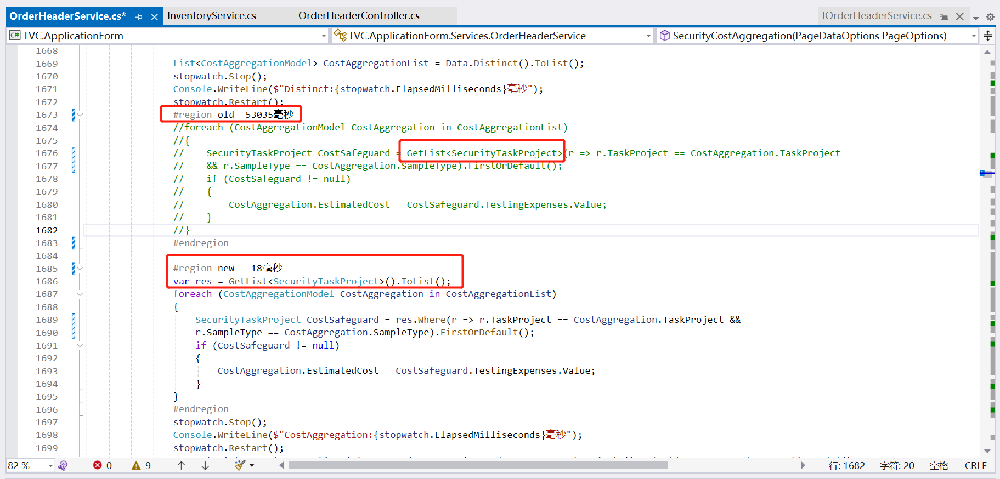 OrderHeaderService.cs* InventoryService.cs OrderHeaderController.cs IOrderHeaderService.cs
C# TVC.ApplicationForm TVC.ApplicationForm.Services.OrderHeaderService SecurityCostAggregation(PageDataOptions PageOptions)
1668
1669 List<CostAggregationModel> CostAggregationList = Data.Distinct().ToList();
1670 stopwatch.Stop();
1671 Console.WriteLine($"Distinct:{stopwatch.ElapsedMilliseconds}毫秒");
1672 stopwatch.Restart();
1673 #region old  53035毫秒
1674 //foreach (CostAggregationModel CostAggregation in CostAggregationList)
1675 //{
1676 //    SecurityTaskProject CostSafeguard = GetList<SecurityTaskProject>(r => r.TaskProject == CostAggregation.TaskProject
1677 //    && r.SampleType == CostAggregation.SampleType).FirstOrDefault();
1678 //    if (CostSafeguard != null)
1679 //    {
1680 //        CostAggregation.EstimatedCost = CostSafeguard.TestingExpenses.Value;
1681 //    }
1682 //}
1683 #endregion
1684
1685 #region new   18毫秒
1686 var res = GetList<SecurityTaskProject>().ToList();
1687 foreach (CostAggregationModel CostAggregation in CostAggregationList)
1688 {
1689 SecurityTaskProject CostSafeguard = res.Where(r => r.TaskProject == CostAggregation.TaskProject &&
1690 r.SampleType == CostAggregation.SampleType).FirstOrDefault();
1691 if (CostSafeguard != null)
1692 {
1693 CostAggregation.EstimatedCost = CostSafeguard.TestingExpenses.Value;
1694 }
1695 }
1696 #endregion
1697 stopwatch.Stop();
1698 Console.WriteLine($"CostAggregation:{stopwatch.ElapsedMilliseconds}毫秒");
1699 stopwatch.Restart();
82 % 0 9 行: 1682 字符: 20 空格 CRLF